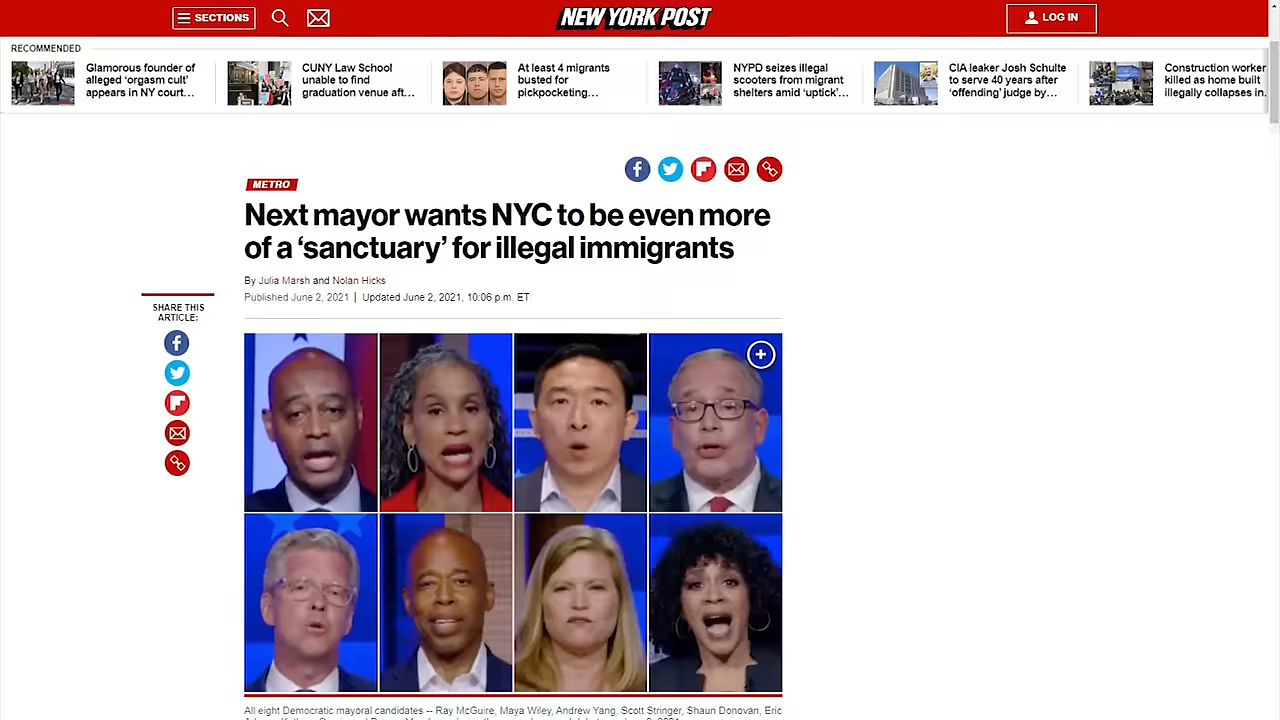 SECTIONS
NEW YORK POST
LOG IN
RECOMMENDED
Glamorous founder of
alleged ‘orgasm cult’
appears in NY court…
CUNY Law School
unable to find
graduation venue aft…
At least 4 migrants
busted for
pickpocketing…
NYPD seizes illegal
scooters from migrant
shelters amid ‘uptick’…
CIA leaker Josh Schulte
to serve 40 years after
‘offending’ judge by…
Construction worker
killed as home built
illegally collapses in
METRO
Next mayor wants NYC to be even more
of a ‘sanctuary’ for illegal immigrants
By Julia Marsh and Nolan Hicks
Published June 2, 2021 | Updated June 2, 2021, 10:06 p.m. ET
SHARE THIS
ARTICLE:
All eight Democratic mayoral candidates -- Ray McGuire, Maya Wiley, Andrew Yang, Scott Stringer, Shaun Donovan, Eric